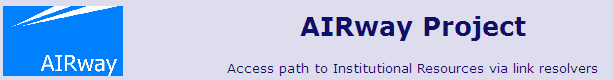 AIRway Project
AIRway
Access path to Institutional Resources via link resolvers